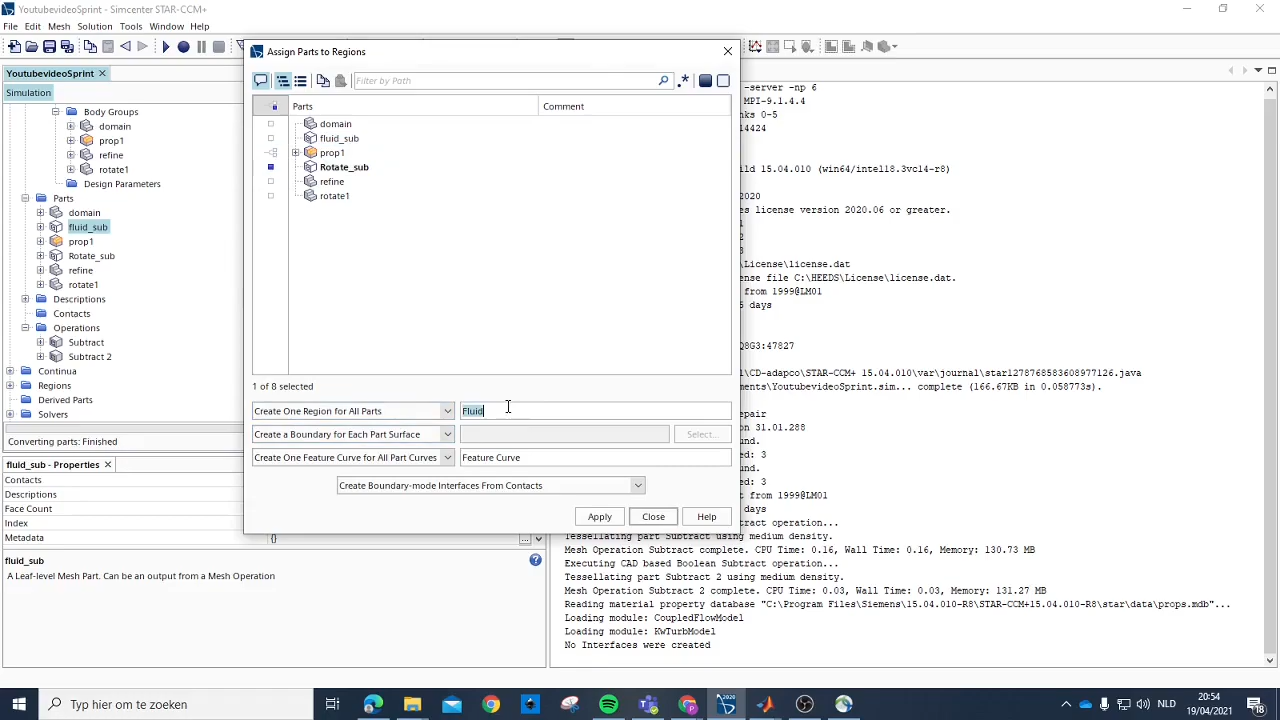 YoutubevideoSprint - Simcenter STAR-CCM+
File Edit Mesh Solution Tools Window Help
YoutubevideoSprint
Simulation
Body Groups
domain
prop1
refine
rotate1
Design Parameters
Parts
domain
fluid_sub
prop1
Rotate_sub
refine
rotate1
Descriptions
Contacts
Operations
Subtract
Subtract 2
Continua
Regions
Derived Parts
Solvers
Converting parts: Finished
fluid_sub - Properties
Contacts
Descriptions
Face Count
Index
Metadata {} ...
fluid_sub
A Leaf-level Mesh Part. Can be an output from a Mesh Operation
Assign Parts to Regions
Filter by Path
Parts Comment
domain
fluid_sub
prop1
Rotate_sub
refine
rotate1
1 of 8 selected
Create One Region for All Parts Fluid
Create a Boundary for Each Part Surface Select...
Create One Feature Curve for All Part Curves Feature Curve
Create Boundary-mode Interfaces From Contacts
Apply Close Help
-server -np 6
MPI-9.1.4.4
nks 0-5
14424
ild 15.04.010 (win64/intel18.3vc14-r8)
2020
es license version 2020.06 or greater.
\License\license.dat
ense file C:\HEEDS\License\license.dat.
from 1999@LM01
days
Q8G3:47827
l\CD-adapco\STAR-CCM+ 15.04.010\var\journal\star1278768583608977126.java
ments\YoutubevideoSprint.sim... complete (166.67KB in 0.058773s).
epair
on 31.01.288
und.
ed: 3
und.
ed: 3
t from 1999@LM01
days
tract operation...
Tessellating part Subtract using medium density.
Mesh Operation Subtract complete. CPU Time: 0.16, Wall Time: 0.16, Memory: 130.73 MB
Executing CAD based Boolean Subtract operation...
Tessellating part Subtract 2 using medium density.
Mesh Operation Subtract 2 complete. CPU Time: 0.03, Wall Time: 0.03, Memory: 131.27 MB
Reading material property database "C:\Program Files\Siemens\15.04.010-R8\STAR-CCM+15.04.010-R8\star\data\props.mdb"...
Loading module: CoupledFlowModel
Loading module: KwTurbModel
No Interfaces were created
Typ hier om te zoeken
NLD
20:54
19/04/2021
18